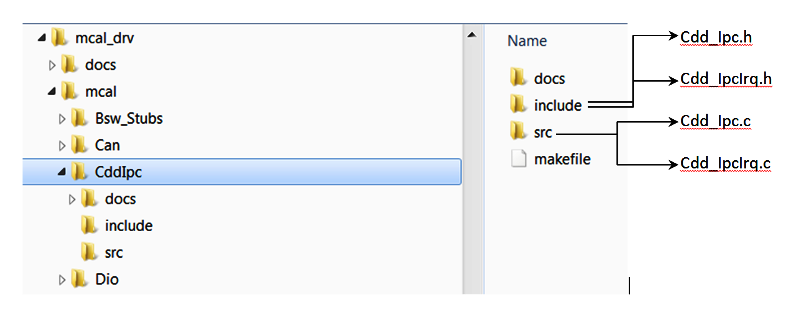 mcal_drv
docs
mcal
Bsw_Stubs
Can
CddIpc
docs
include
src
Dio
Name
docs
include
src
makefile
Cdd_Ipc.h
Cdd_IpcIrq.h
Cdd_Ipc.c
Cdd_IpcIrq.c